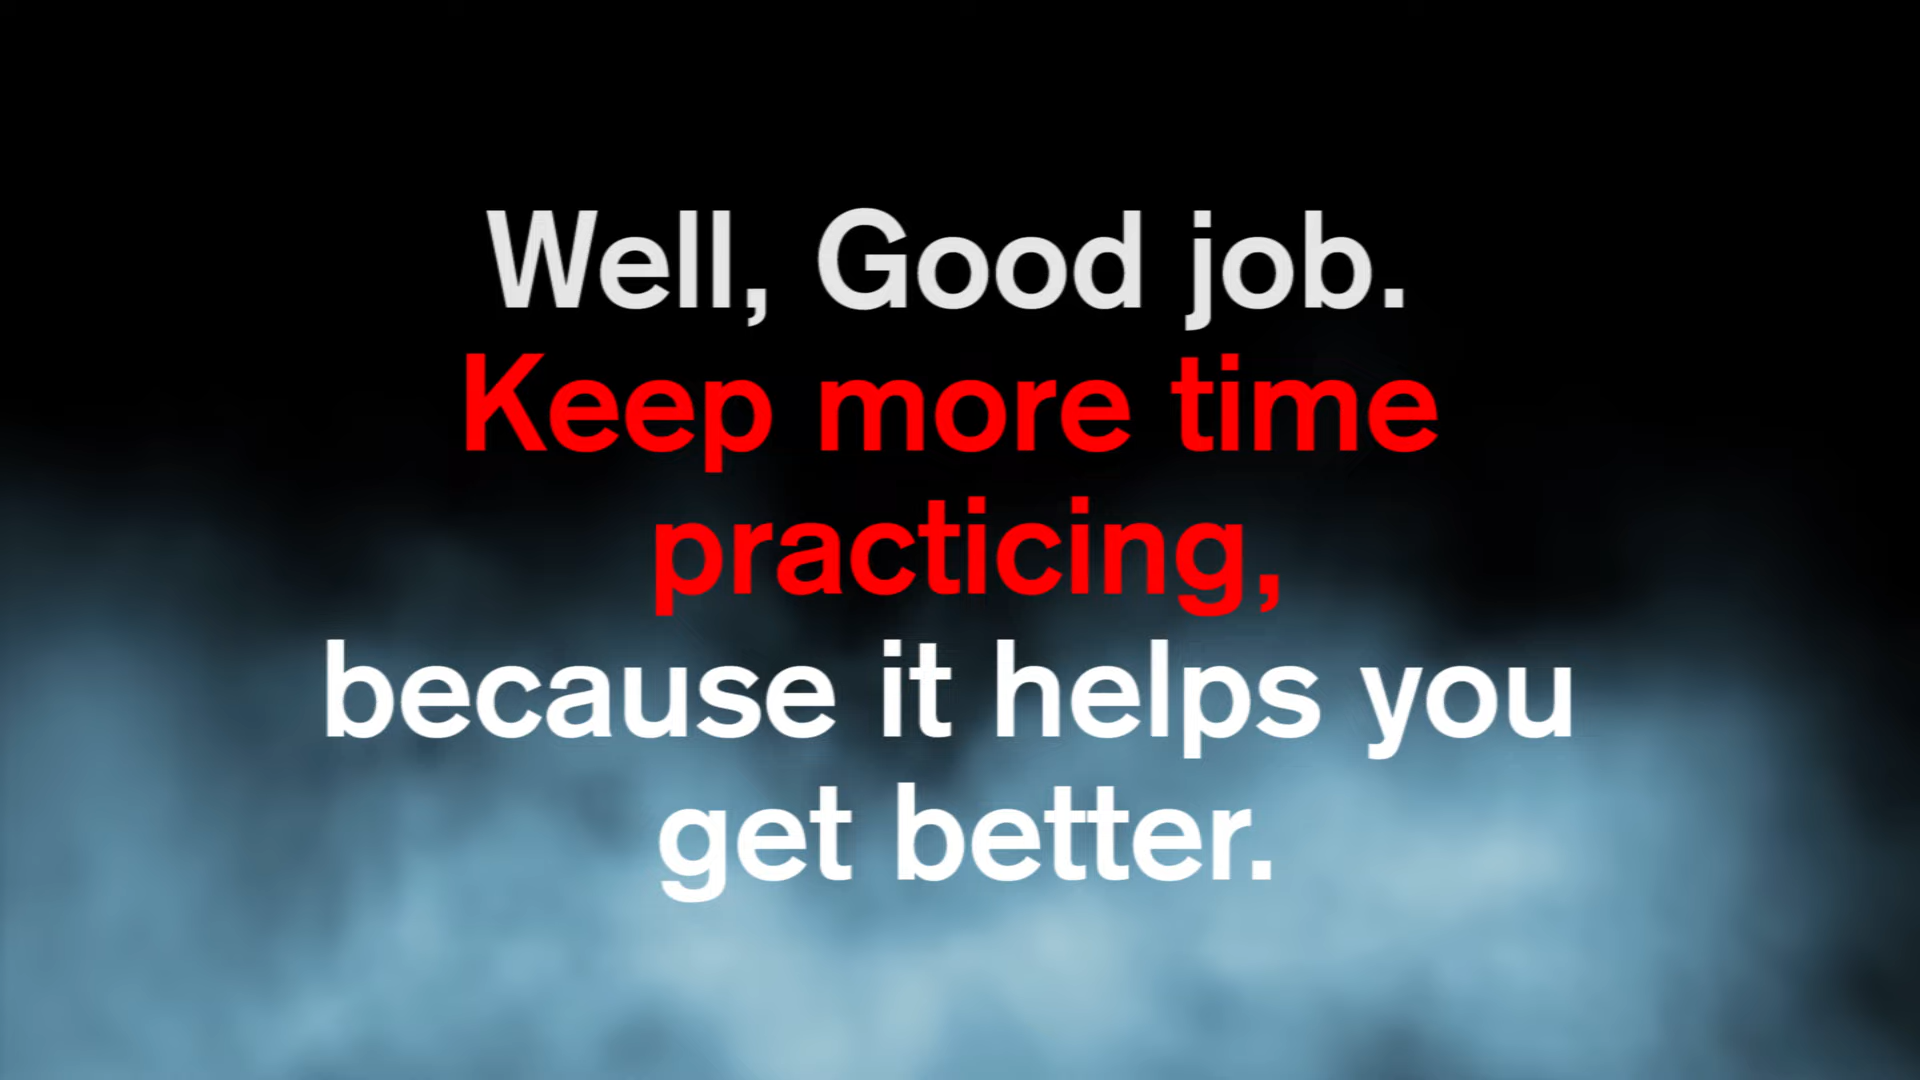 Well, Good job.
Keep more time
practicing,
because it helps you
get better.